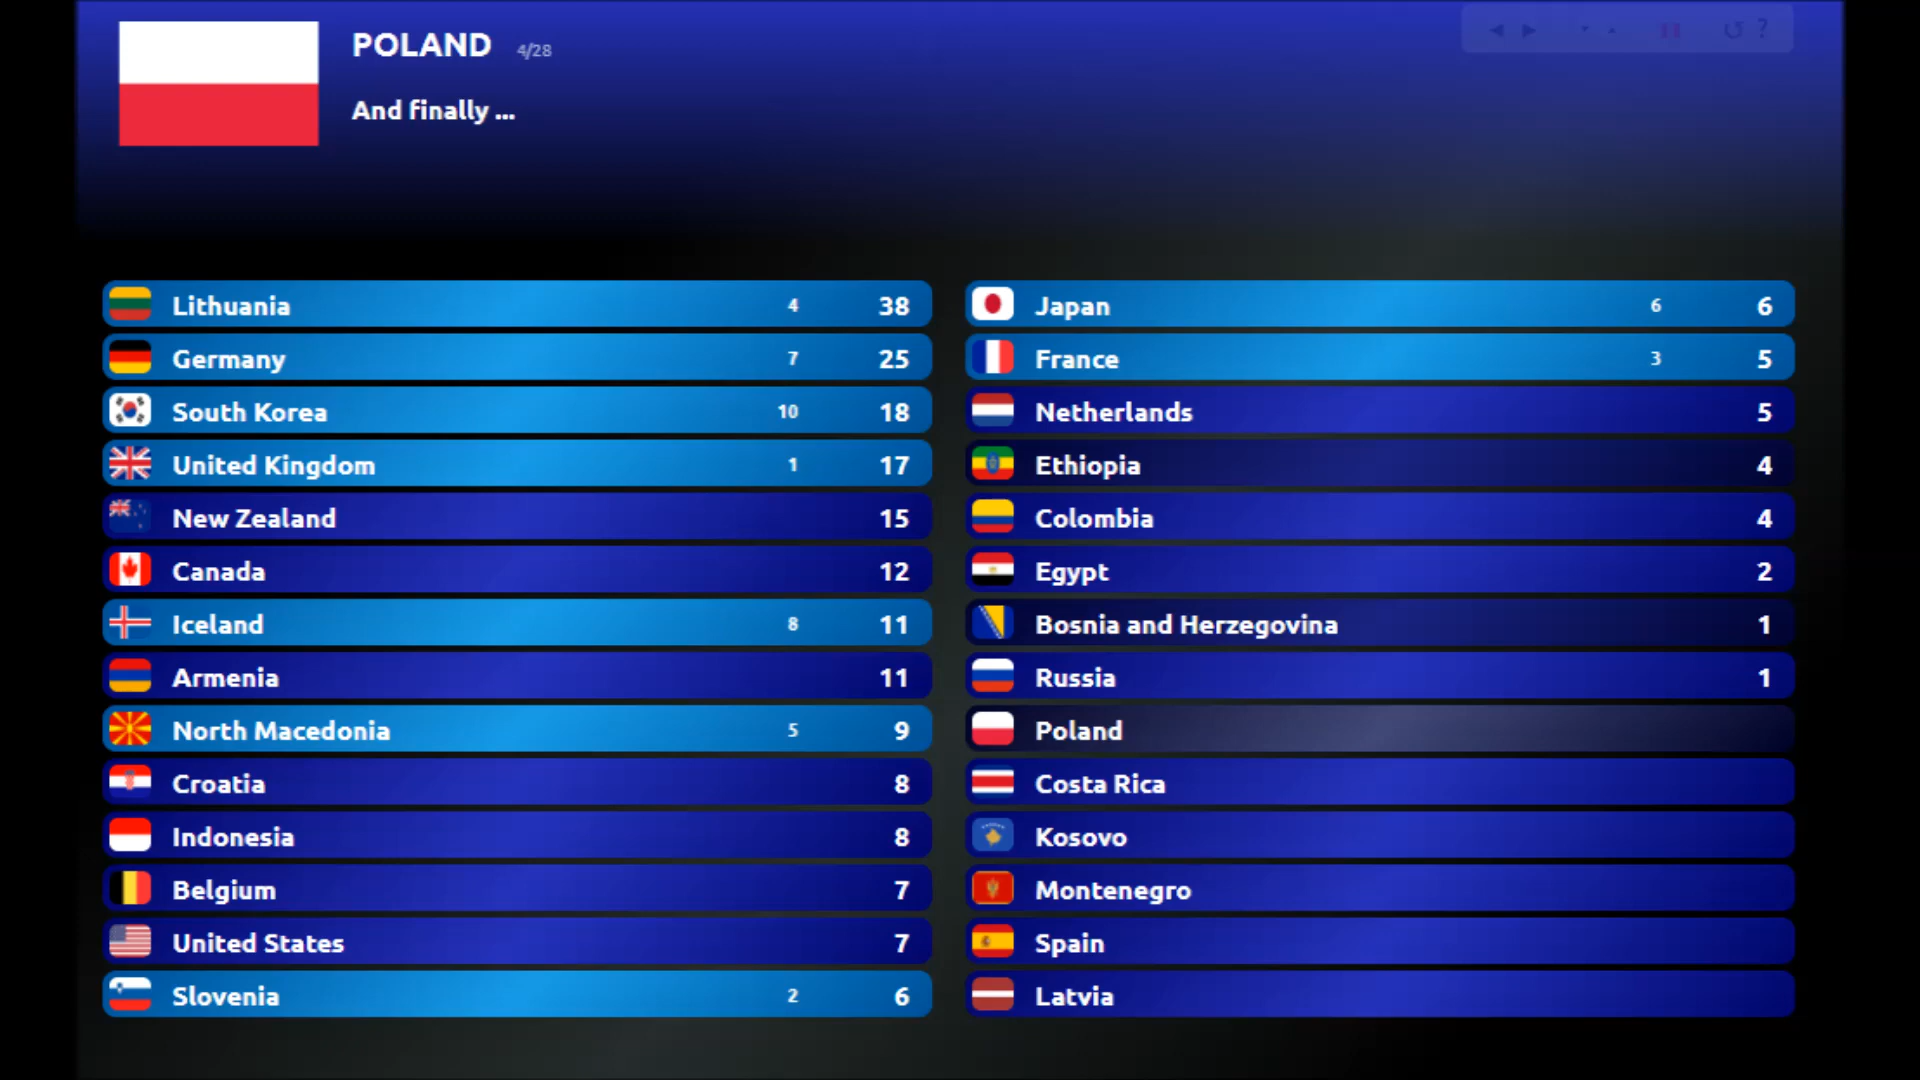 POLAND 4/28
And finally ...
?
Lithuania 4 38
Germany 7 25
South Korea 10 18
United Kingdom 1 17
New Zealand 15
Canada 12
Iceland 8 11
Armenia 11
North Macedonia 5 9
Croatia 8
Indonesia 8
Belgium 7
United States 7
Slovenia 2 6
Japan 6 6
France 3 5
Netherlands 5
Ethiopia 4
Colombia 4
Egypt 2
Bosnia and Herzegovina 1
Russia 1
Poland
Costa Rica
Kosovo
Montenegro
Spain
Latvia